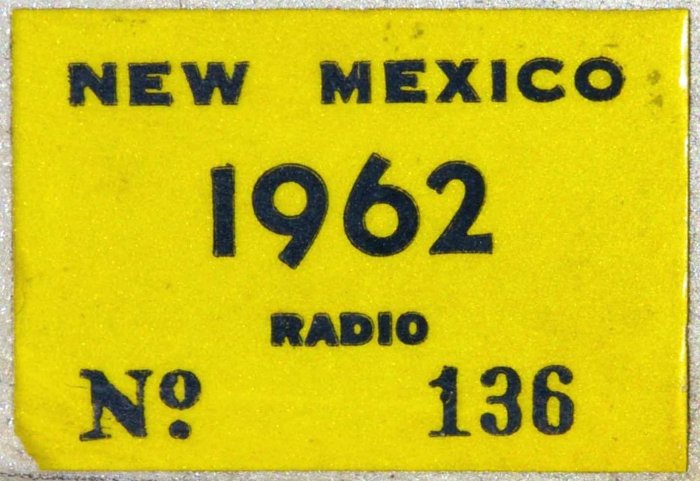 NEW MEXICO
1962
RADIO
Nº 136